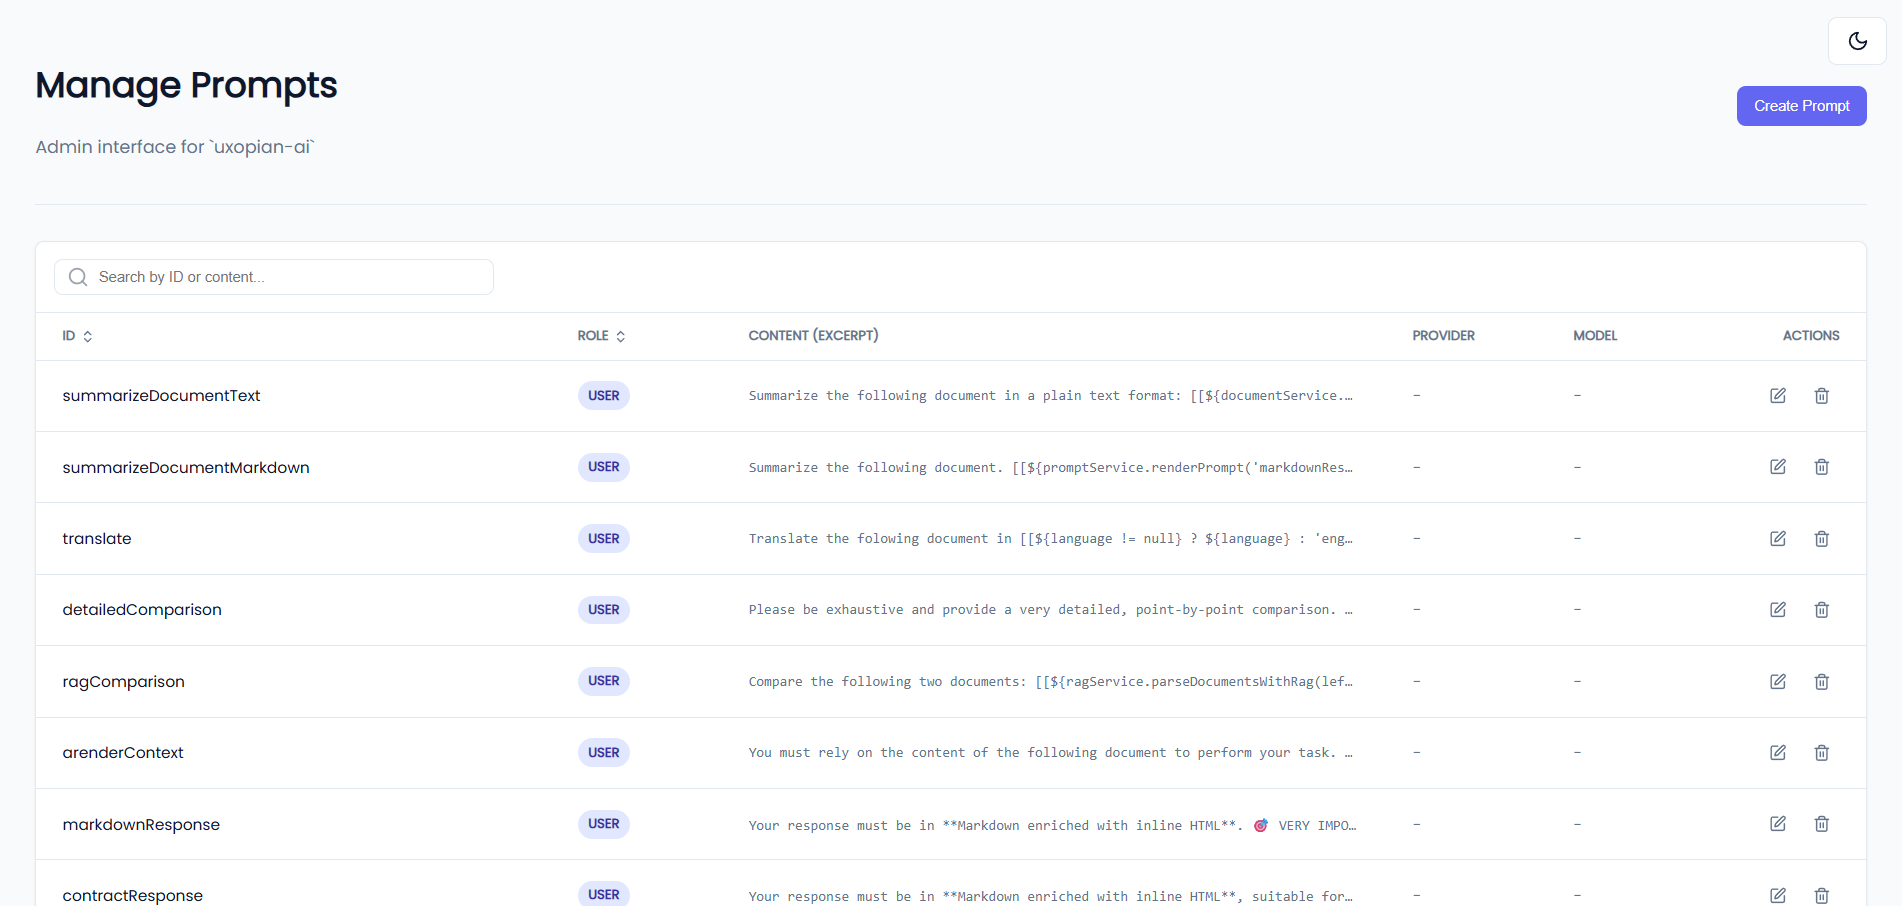 Manage Prompts
Create Prompt
Admin interface for `uxopian-ai`
Search by ID or content...
ID ROLE CONTENT (EXCERPT) PROVIDER MODEL ACTIONS
summarizeDocumentText USER Summarize the following document in a plain text format: [[${documentService.… - -
summarizeDocumentMarkdown USER Summarize the following document. [[${promptService.renderPrompt('markdownRes… - -
translate USER Translate the folowing document in [[${language != null} ? ${language} : 'eng… - -
detailedComparison USER Please be exhaustive and provide a very detailed, point-by-point comparison. … - -
ragComparison USER Compare the following two documents: [[${ragService.parseDocumentsWithRag(lef… - -
arenderContext USER You must rely on the content of the following document to perform your task. … - -
markdownResponse USER Your response must be in **Markdown enriched with inline HTML**. 🎯 VERY IMPO… - -
contractResponse USER Your response must be in **Markdown enriched with inline HTML**, suitable for… - -